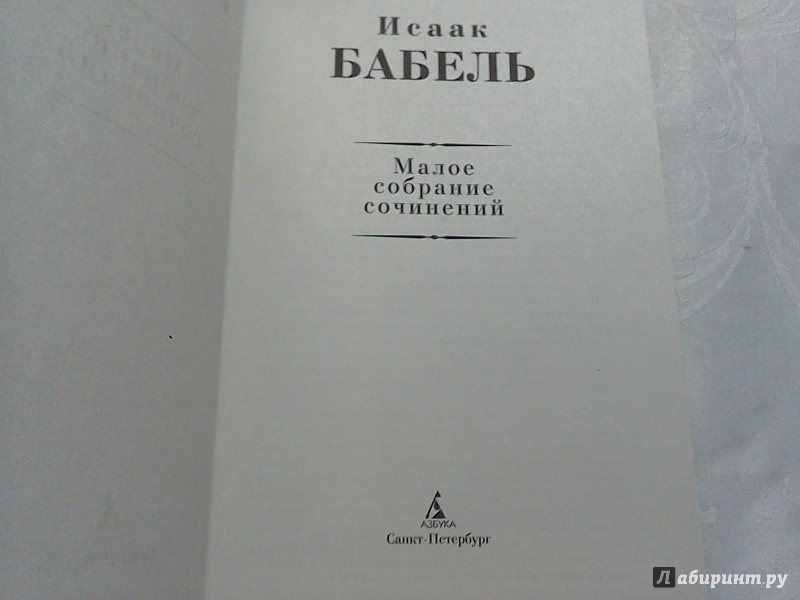 Исаак
БАБЕЛЬ
Малое
собрание
сочинений
АЗБУКА
Санкт-Петербург
Лабиринт.ру